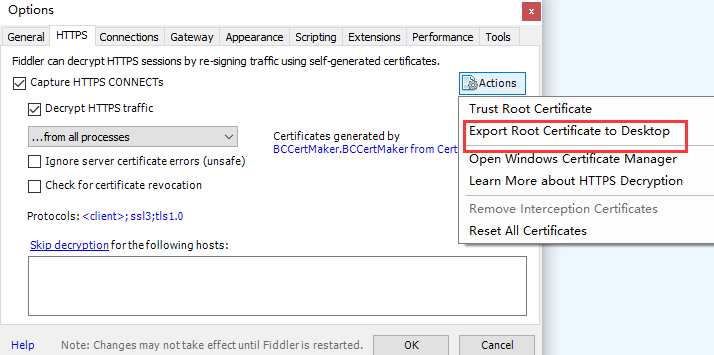 Options
x
General HTTPS Connections Gateway Appearance Scripting Extensions Performance Tools
Fiddler can decrypt HTTPS sessions by re-signing traffic using self-generated certificates.
Capture HTTPS CONNECTs
Actions
Decrypt HTTPS traffic
...from all processes
Certificates generated by
BCCertMaker.BCCertMaker from Cert
Ignore server certificate errors (unsafe)
Check for certificate revocation
Protocols: <client>;ssl3;tls1.0
Skip decryption for the following hosts:
Trust Root Certificate
Export Root Certificate to Desktop
Open Windows Certificate Manager
Learn More about HTTPS Decryption
Remove Interception Certificates
Reset All Certificates
Help Note: Changes may not take effect until Fiddler is restarted. OK Cancel